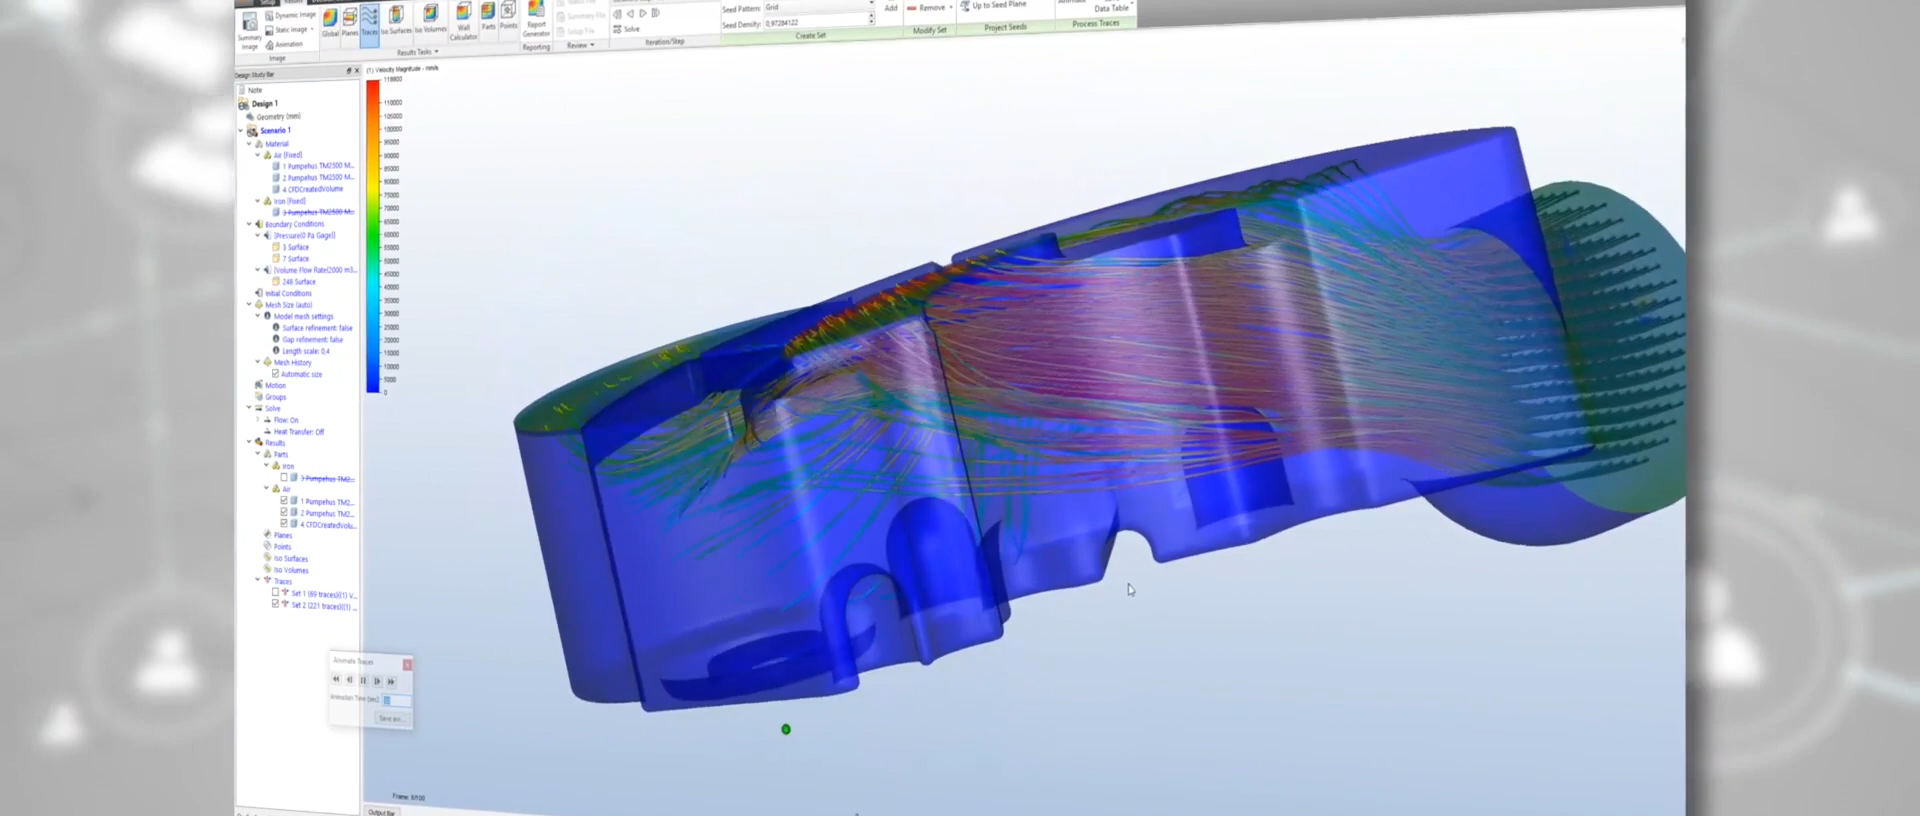 Setup
Results
Summary Image
Dynamic Image
Static Image
Animation
Image
Global
Planes
Traces
Iso Surfaces
Iso Volumes
Results Tasks
Wall Calculator
Parts
Points
Report Generator
Reporting
Summary File
Setup File
Review
Solve
Iteration/Step
Seed Pattern: Grid
Seed Density: 0,97284122
Create Set
Add
Remove
Modify Set
Up to Seed Plane
Project Seeds
Data Table
Process Traces
Design Study Bar
Note
Design 1
Geometry (mm)
Scenario 1
Material
Air [Fixed]
1 Pumpehus TM2500 M...
2 Pumpehus TM2500 M...
4 CFDCreatedVolume
Iron [Fixed]
3 Pumpehus TM2500 M...
Boundary Conditions
[Pressure(0 Pa Gage)]
3 Surface
7 Surface
[Volume Flow Rate(2000 m3...
248 Surface
Initial Conditions
Mesh Size (auto)
Model mesh settings
Surface refinement: false
Gap refinement: false
Length scale: 0,4
Mesh History
Automatic size
Motion
Groups
Solve
Flow: On
Heat Transfer: Off
Results
Parts
Iron
3 Pumpehus TM2...
Air
1 Pumpehus TM2...
2 Pumpehus TM2...
4 CFDCreatedVolu...
Planes
Points
Iso Surfaces
Iso Volumes
Traces
Set 1 (69 traces)(1) V...
Set 2 (221 traces)(1) ...
(1) Velocity Magnitude - mm/s
118800
110000
105000
100000
95000
90000
85000
80000
75000
70000
65000
60000
55000
50000
45000
40000
35000
30000
25000
20000
15000
10000
5000
0
Animate Traces
Animation Time (sec)
Save avi...
Output Bar